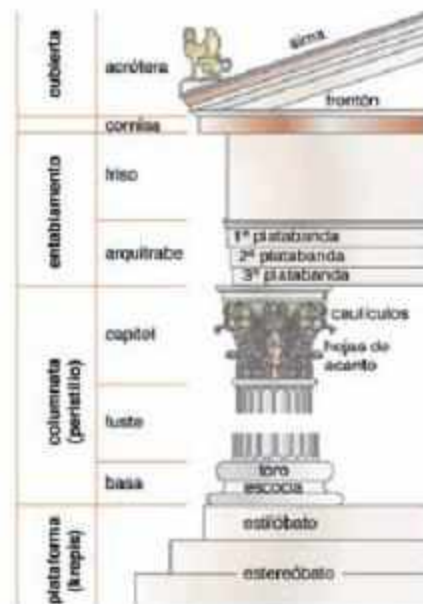 cubierta
acrótera
sima
frontón
cornisa
entablamento
friso
arquitrabe
1ª platabanda
2ª platabanda
3ª platabanda
columnata
(peristilo)
capitel
caulículos
hojas de
acanto
fuste
basa
toro
escocia
plataforma
(krepis)
estilóbato
estereóbato